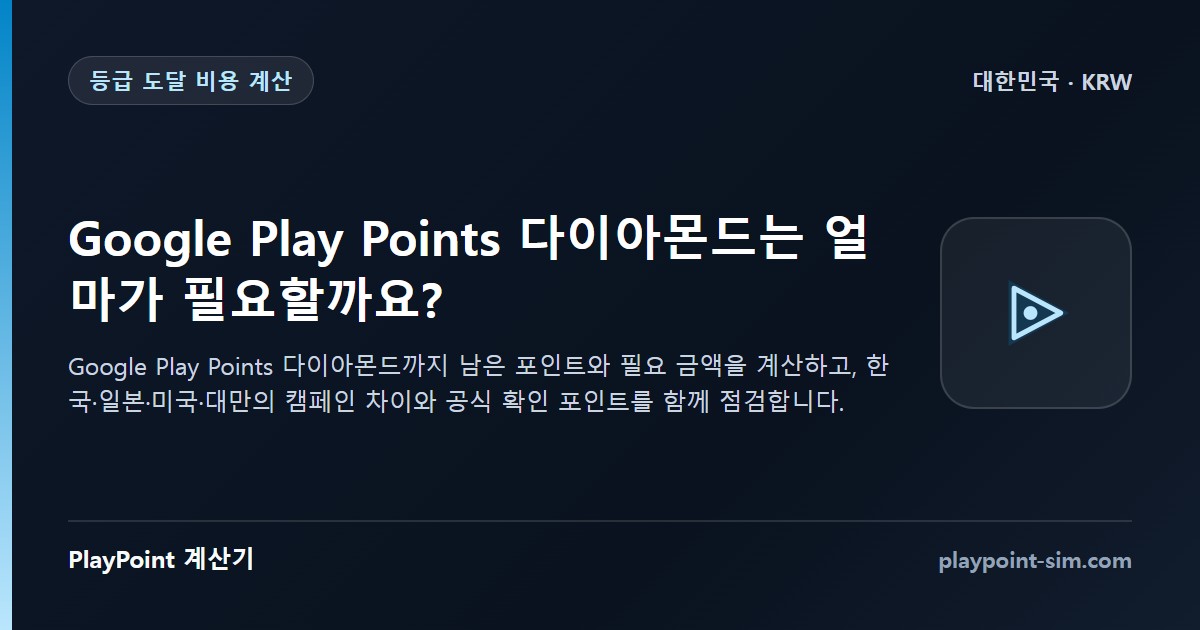 등급 도달 비용 계산
대한민국 · KRW
Google Play Points 다이아몬드는 얼
마가 필요할까요?
Google Play Points 다이아몬드까지 남은 포인트와 필요 금액을 계산하고, 한
국·일본·미국·대만의 캠페인 차이와 공식 확인 포인트를 함께 점검합니다.
PlayPoint 계산기
playpoint-sim.com